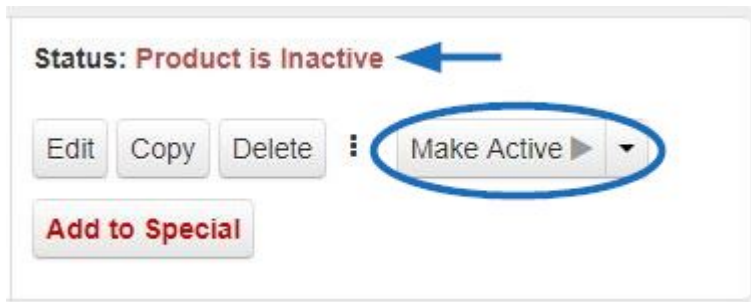 Status: Product is Inactive
Edit Copy Delete Make Active
Add to Special